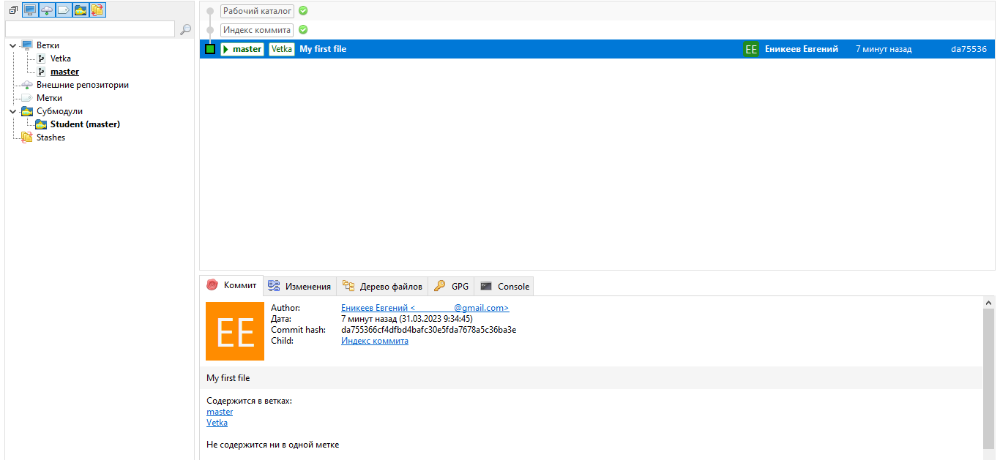 Ветки
Vetka
master
Внешние репозитории
Метки
Субмодули
Student (master)
Stashes
Рабочий каталог
Индекс коммита
master Vetka My first file EE Еникеев Евгений 7 минут назад da75536
Коммит Изменения Дерево файлов GPG Console
EE
Author: Еникеев Евгений < @gmail.com>
Дата: 7 минут назад (31.03.2023 9:34:45)
Commit hash: da755366cf4dfbd4bafc30e5fda7678a5c36ba3e
Child: Индекс коммита
My first file
Содержится в ветках:
master
Vetka
Не содержится ни в одной метке